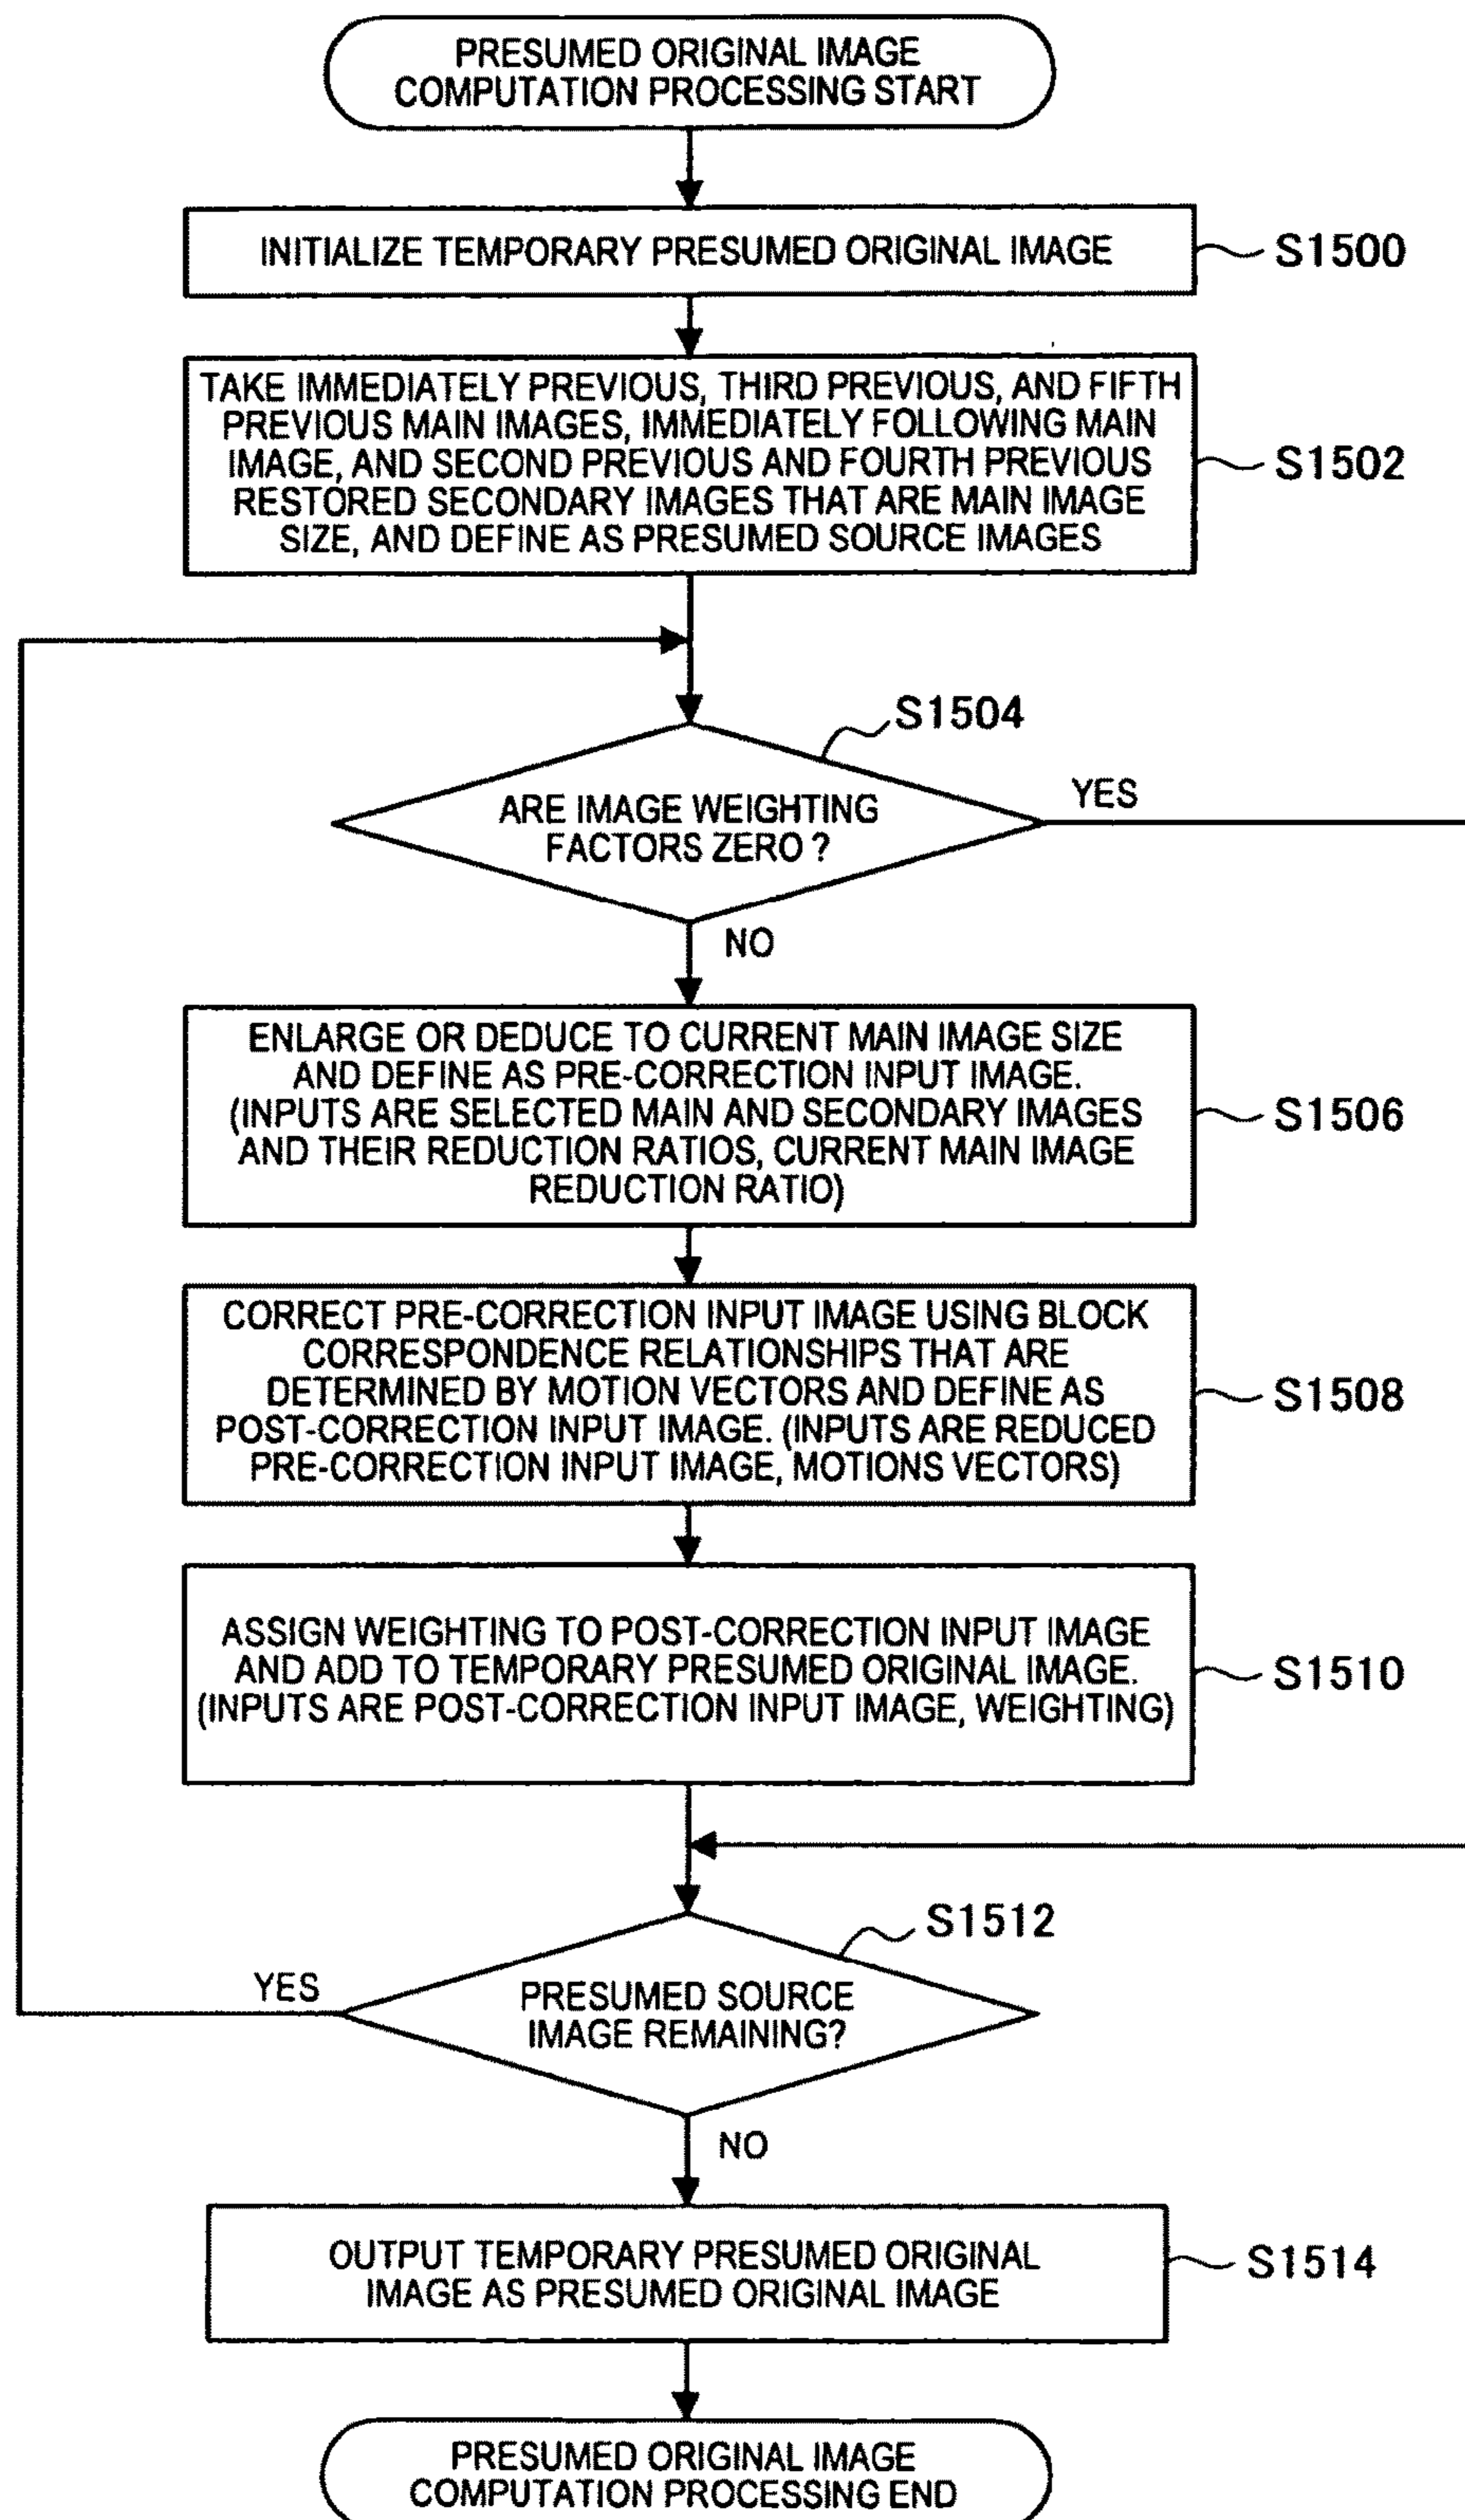 PRESUMED ORIGINAL IMAGE
COMPUTATION PROCESSING START
INITIALIZE TEMPORARY PRESUMED ORIGINAL IMAGE
S1500
TAKE IMMEDIATELY PREVIOUS, THIRD PREVIOUS, AND FIFTH
PREVIOUS MAIN IMAGES, IMMEDIATELY FOLLOWING MAIN
IMAGE, AND SECOND PREVIOUS AND FOURTH PREVIOUS
RESTORED SECONDARY IMAGES THAT ARE MAIN IMAGE
SIZE, AND DEFINE AS PRESUMED SOURCE IMAGES
S1502
S1504
ARE IMAGE WEIGHTING
FACTORS ZERO ?
YES
NO
ENLARGE OR DEDUCE TO CURRENT MAIN IMAGE SIZE
AND DEFINE AS PRE-CORRECTION INPUT IMAGE.
(INPUTS ARE SELECTED MAIN AND SECONDARY IMAGES
AND THEIR REDUCTION RATIOS, CURRENT MAIN IMAGE
REDUCTION RATIO)
S1506
CORRECT PRE-CORRECTION INPUT IMAGE USING BLOCK
CORRESPONDENCE RELATIONSHIPS THAT ARE
DETERMINED BY MOTION VECTORS AND DEFINE AS
POST-CORRECTION INPUT IMAGE. (INPUTS ARE REDUCED
PRE-CORRECTION INPUT IMAGE, MOTIONS VECTORS)
S1508
ASSIGN WEIGHTING TO POST-CORRECTION INPUT IMAGE
AND ADD TO TEMPORARY PRESUMED ORIGINAL IMAGE.
(INPUTS ARE POST-CORRECTION INPUT IMAGE, WEIGHTING)
S1510
S1512
YES
PRESUMED SOURCE
IMAGE REMAINING?
NO
OUTPUT TEMPORARY PRESUMED ORIGINAL
IMAGE AS PRESUMED ORIGINAL IMAGE
S1514
PRESUMED ORIGINAL IMAGE
COMPUTATION PROCESSING END